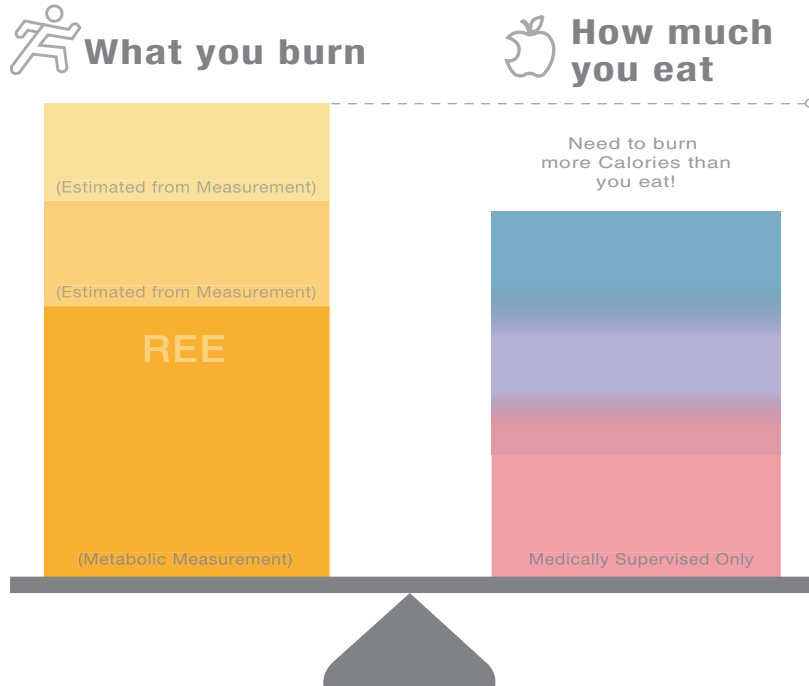 What you burn
How much
you eat
Need to burn
more Calories than
you eat!
(Estimated from Measurement)
(Estimated from Measurement)
REE
(Metabolic Measurement)
Medically Supervised Only